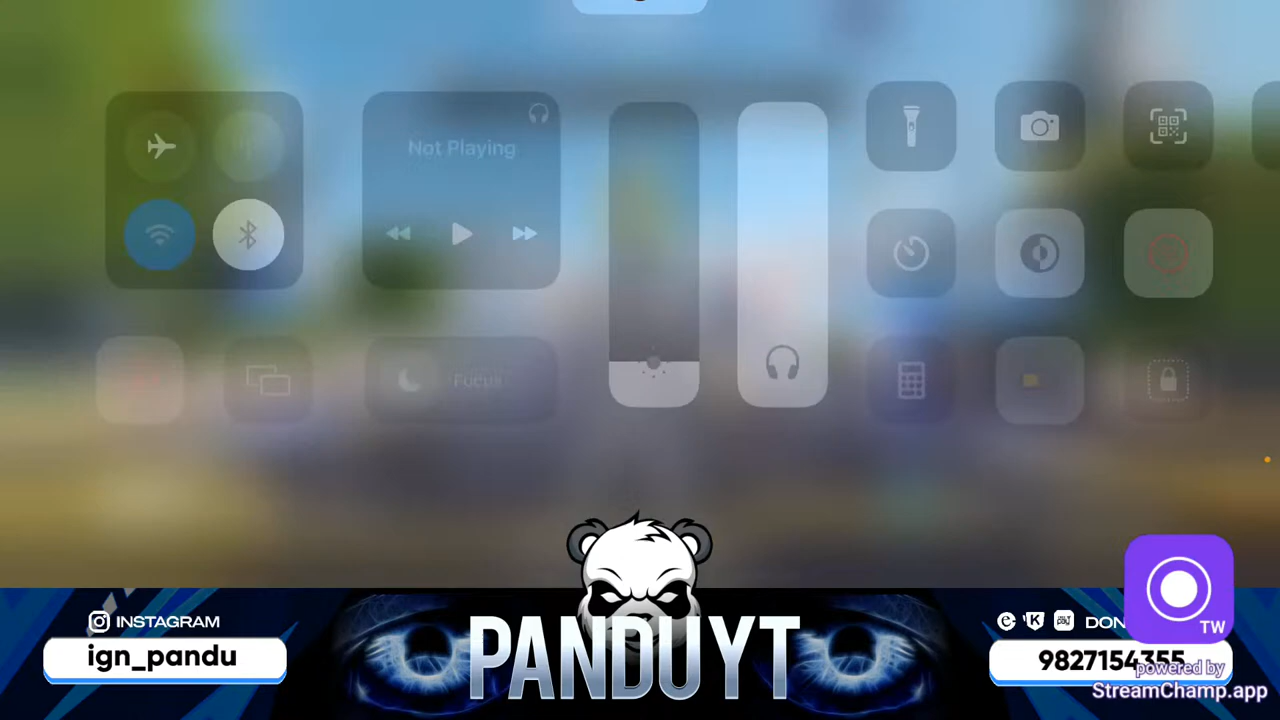 Not Playing
Focus
INSTAGRAM
ign_pandu
PANDUYT
DON
9827154355
TW
powered by
StreamChamp.app